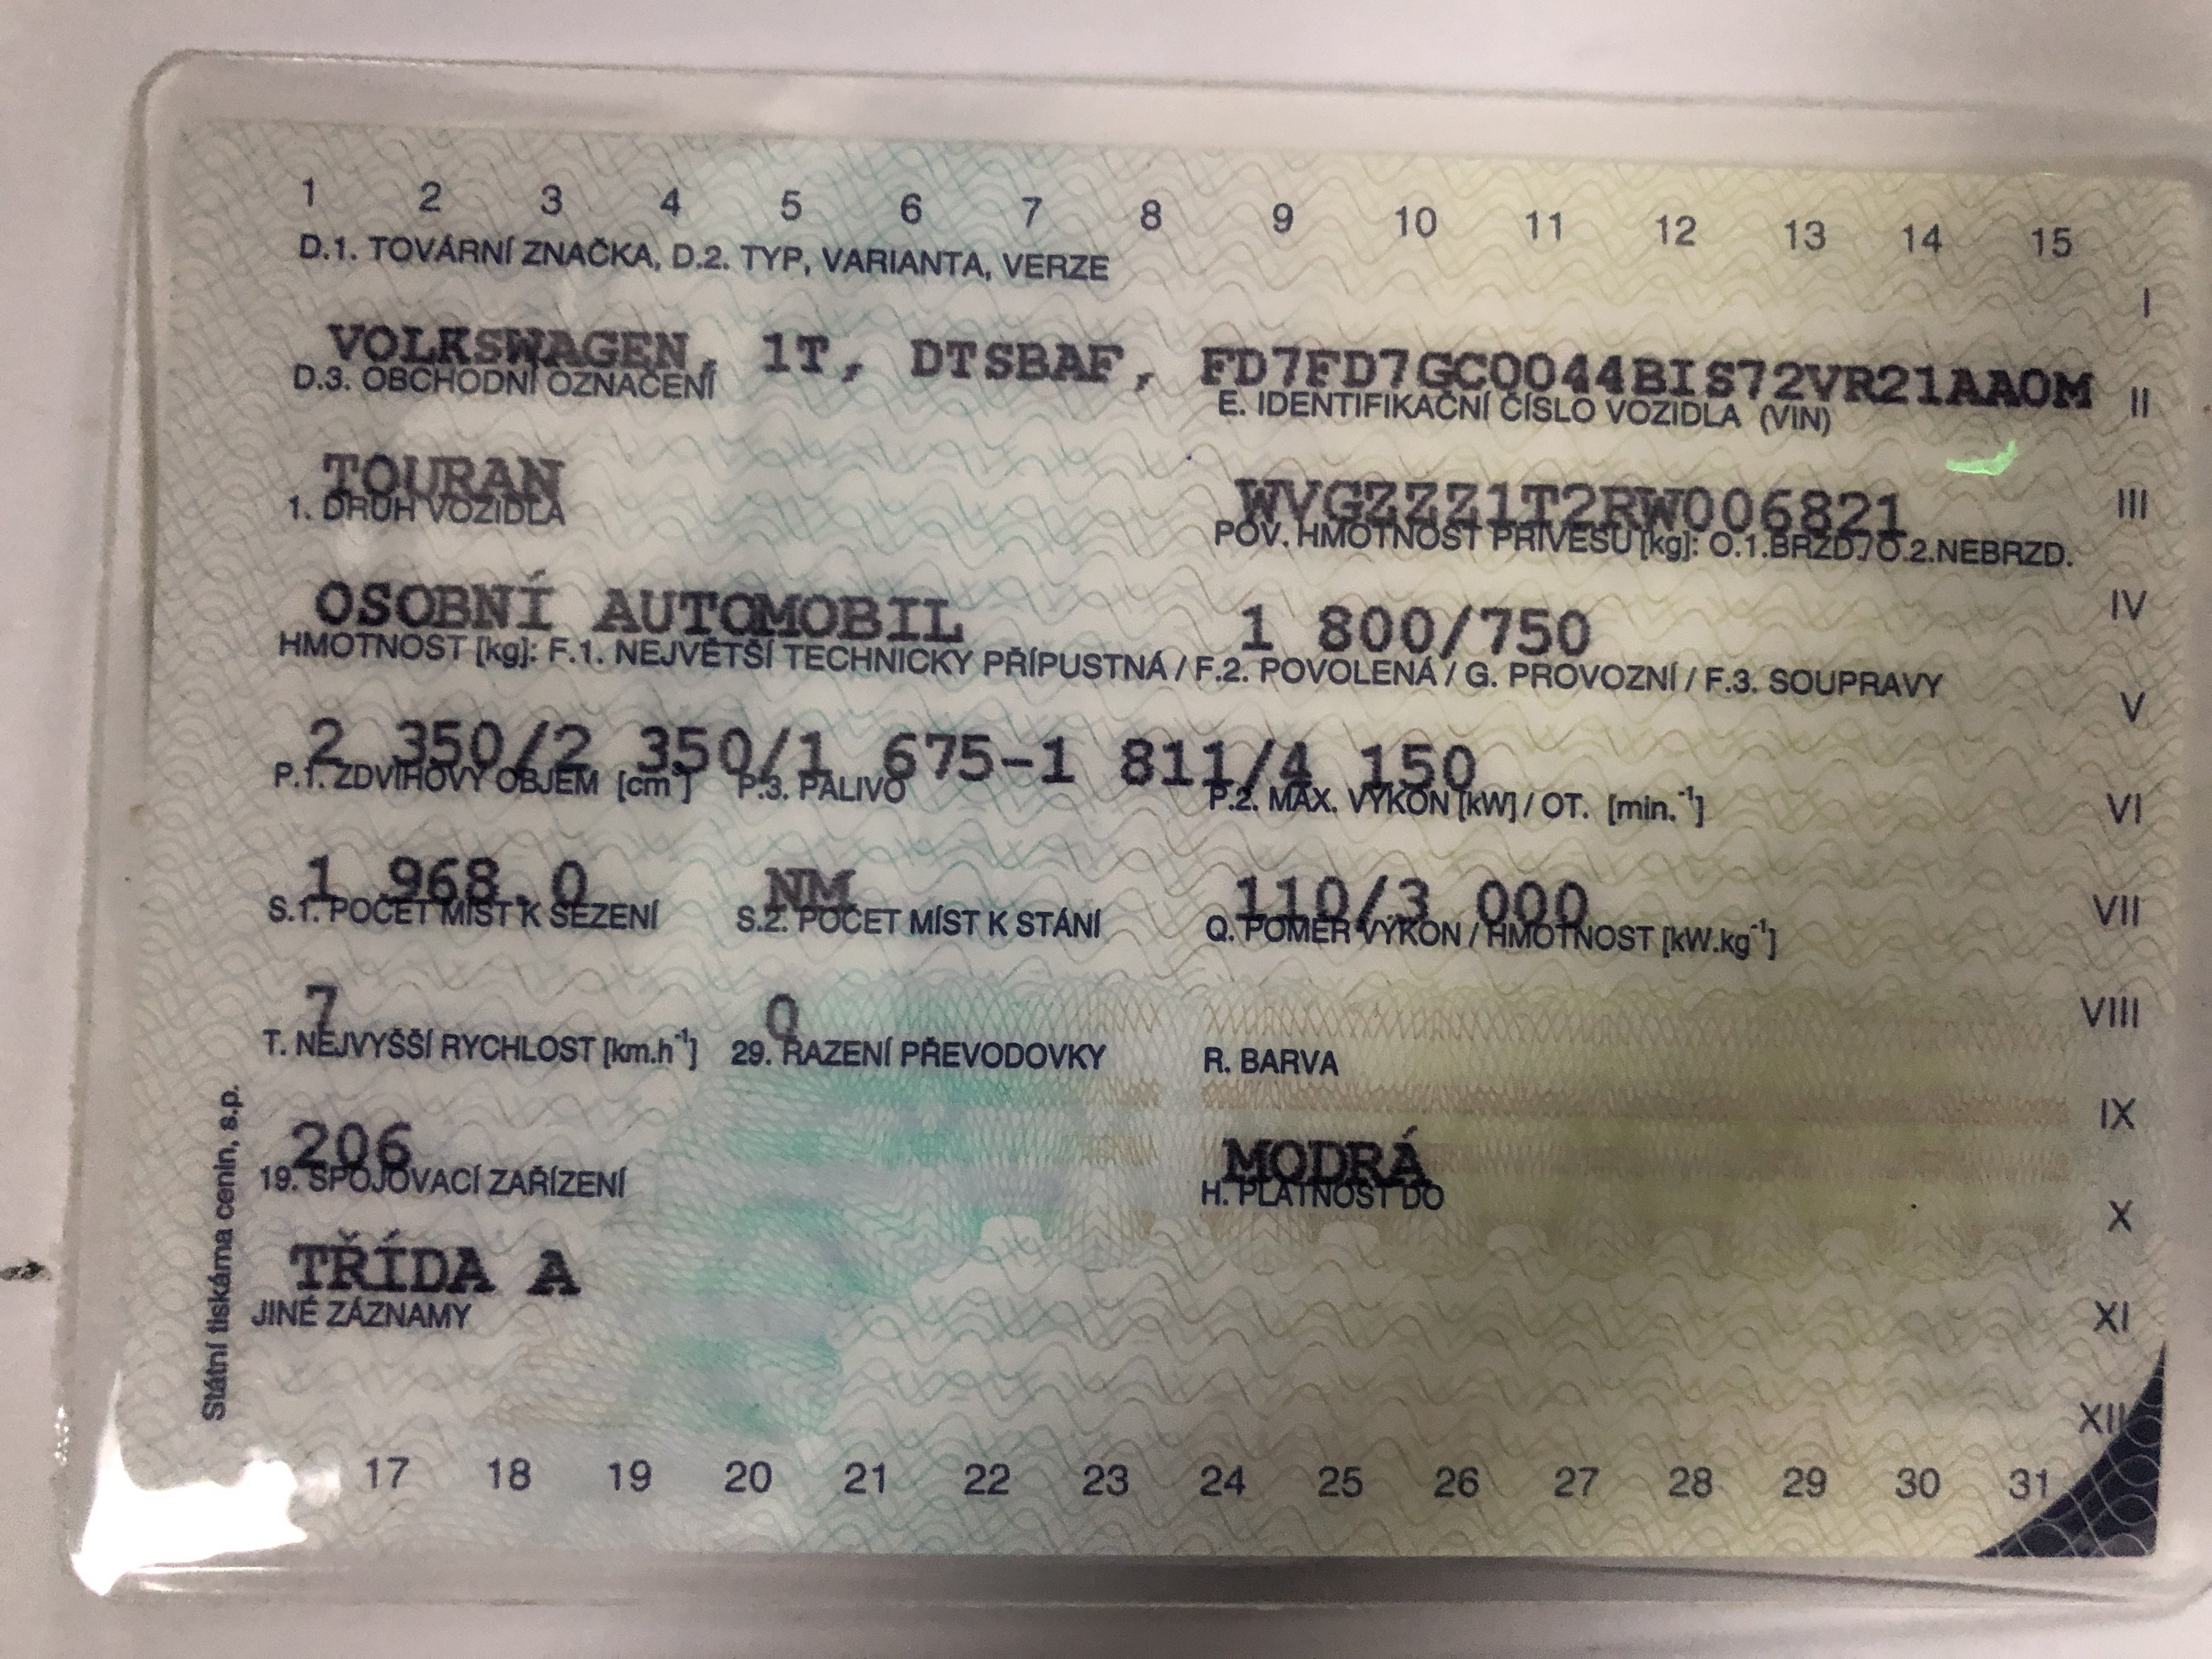 1 2 3 4 5 6 7 8 9 10 11 12 13 14 15
D.1. TOVÁRNÍ ZNAČKA, D.2. TYP, VARIANTA, VERZE
I
VOLKSWAGEN, 1T, DTSBAF, FD7FD7GC0044BIS72VR21AA0M
II
D.3. OBCHODNÍ OZNAČENÍ E. IDENTIFIKAČNÍ ČÍSLO VOZIDLA (VIN)
TOURAN WVGZZZ1T2RW006821
III
1. DRUH VOZIDLA POV. HMOTNOST PŘÍVĚSU [kg]: O.1.BRZD./O.2.NEBRZD.
OSOBNÍ AUTOMOBIL 1 800/750
IV
HMOTNOST [kg]: F.1. NEJVĚTŠÍ TECHNICKY PŘÍPUSTNÁ / F.2. POVOLENÁ / G. PROVOZNÍ / F.3. SOUPRAVY
V
2 350/2 350/1 675-1 811/4 150
P.1. ZDVIHOVÝ OBJEM [cm³] P.3. PALIVO P.2. MAX. VÝKON [kW] / OT. [min.⁻¹]
VI
1 968.0 NM 110/3 000
S.1. POČET MÍST K SEZENÍ S.2. POČET MÍST K STÁNÍ Q. POMĚR VÝKON / HMOTNOST [kW.kg⁻¹]
VII
7 0
VIII
T. NEJVYŠŠÍ RYCHLOST [km.h⁻¹] 29. ŘAZENÍ PŘEVODOVKY R. BARVA
IX
206 MODRÁ
19. SPOJOVACÍ ZAŘÍZENÍ H. PLATNOST DO
X
TŘÍDA A
JINÉ ZÁZNAMY
XI
XII
Státní tiskárna cenin, s.p.
17 18 19 20 21 22 23 24 25 26 27 28 29 30 31